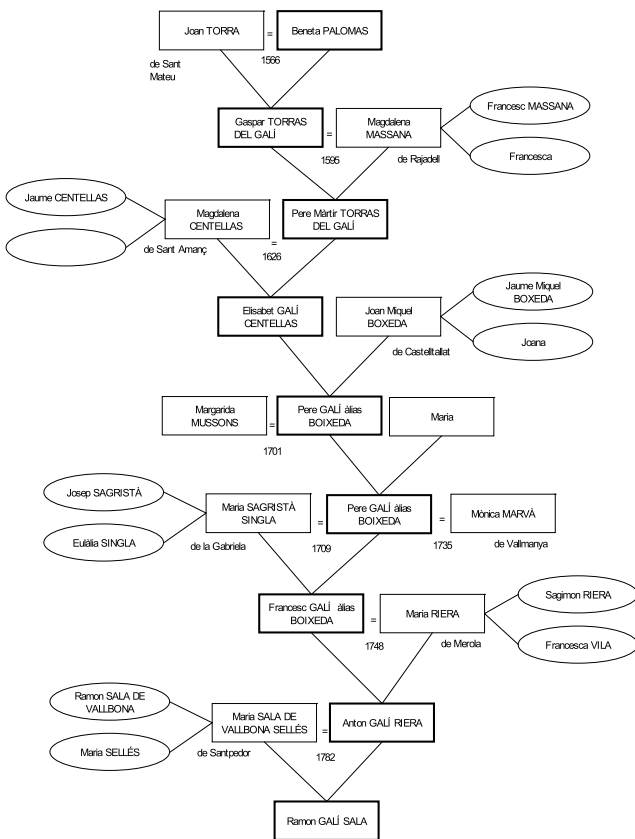 Joan TORRA
=
Beneta PALOMAS
de Sant
Mateu
1566
Gaspar TORRAS
DEL GALÍ
=
Magdalena
MASSANA
Francesc MASSANA
Francesca
1595
de Rajadell
Jaume CENTELLAS
Magdalena
CENTELLAS
=
Pere Màrtir TORRAS
DEL GALÍ
de Sant Amanç
1626
Elisabet GALÍ
CENTELLAS
Joan Miquel
BOXEDA
Jaume Miquel
BOXEDA
Joana
de Castelltallat
Margarida
MUSSONS
=
Pere GALÍ àlias
BOIXEDA
Maria
1701
Josep SAGRISTÀ
Eulàlia SINGLA
Maria SAGRISTÀ
SINGLA
=
Pere GALÍ àlias
BOIXEDA
=
Mònica MARVÀ
de la Gabriela
1709
1735
de Vallmanya
Francesc GALÍ àlias
BOIXEDA
=
Maria RIERA
Sagimon RIERA
Francesca VILA
1748
de Merola
Ramon SALA DE
VALLBONA
Maria SELLÉS
Maria SALA DE
VALLBONA SELLÉS
=
Anton GALÍ RIERA
de Santpedor
1782
Ramon GALÍ SALA